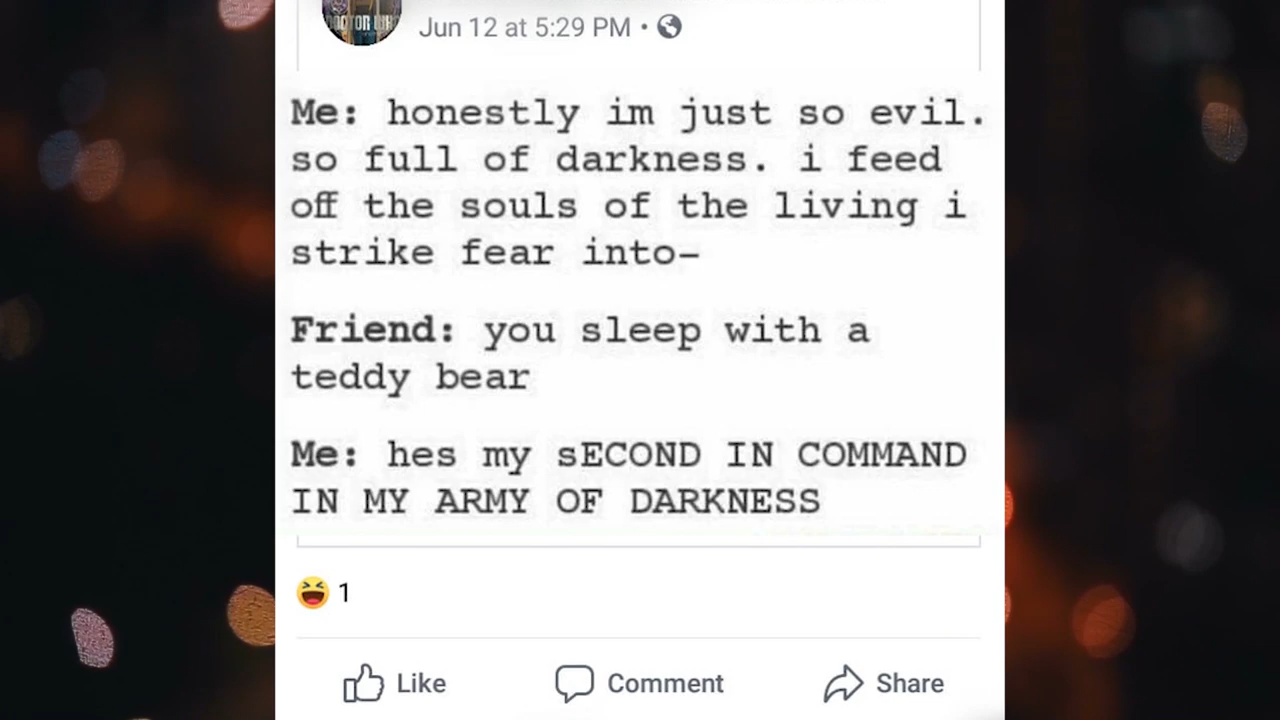 DOCTOR WHO
Jun 12 at 5:29 PM •
Me: honestly im just so evil.
so full of darkness. i feed
off the souls of the living i
strike fear into-
Friend: you sleep with a
teddy bear
Me: hes my sECOND IN COMMAND
IN MY ARMY OF DARKNESS
1
Like Comment Share